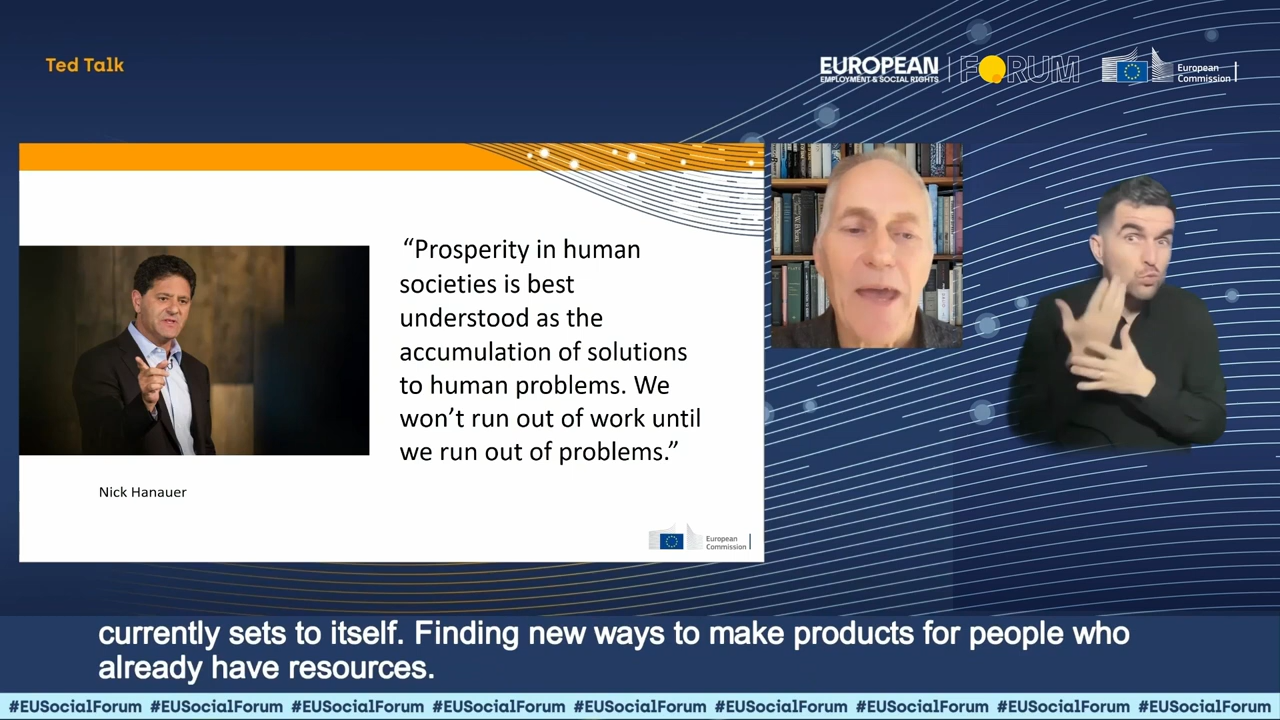 Ted Talk
EUROPEAN
EMPLOYMENT & SOCIAL RIGHTS
FORUM
European
Commission
“Prosperity in human
societies is best
understood as the
accumulation of solutions
to human problems. We
won’t run out of work until
we run out of problems.”
Nick Hanauer
European
Commission
currently sets to itself. Finding new ways to make products for people who
already have resources.
#EUSocialForum #EUSocialForum #EUSocialForum #EUSocialForum #EUSocialForum #EUSocialForum #EUSocialForum #EUSocialForum #EUSocialForum